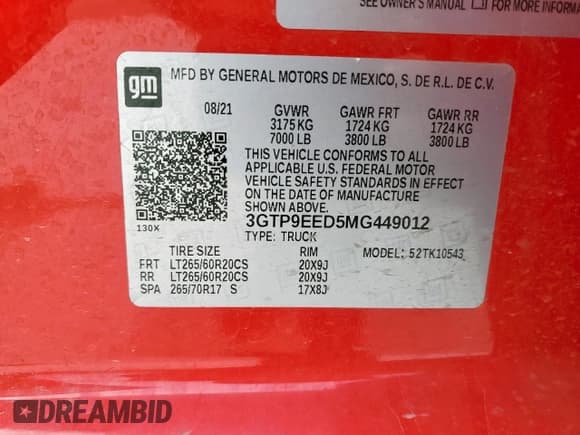 SEE OWNER'S MANUAL FOR MORE INFORMA
gm
MFD BY GENERAL MOTORS DE MEXICO, S. DE R.L. DE C.V.
08/21 GVWR GAWR FRT GAWR RR
3175 KG 1724 KG 1724 KG
7000 LB 3800 LB 3800 LB
THIS VEHICLE CONFORMS TO ALL
APPLICABLE U.S. FEDERAL MOTOR
VEHICLE SAFETY STANDARDS IN EFFECT
ON THE DATE OF MANUFACTURE
SHOWN ABOVE.
130X 3GTP9EED5MG449012
TYPE: TRUCK
TIRE SIZE RIM MODEL: 52TK10543
FRT LT265/60R20CS 20X9J
RR LT265/60R20CS 20X9J
SPA 265/70R17 S 17X8J
DREAMBID